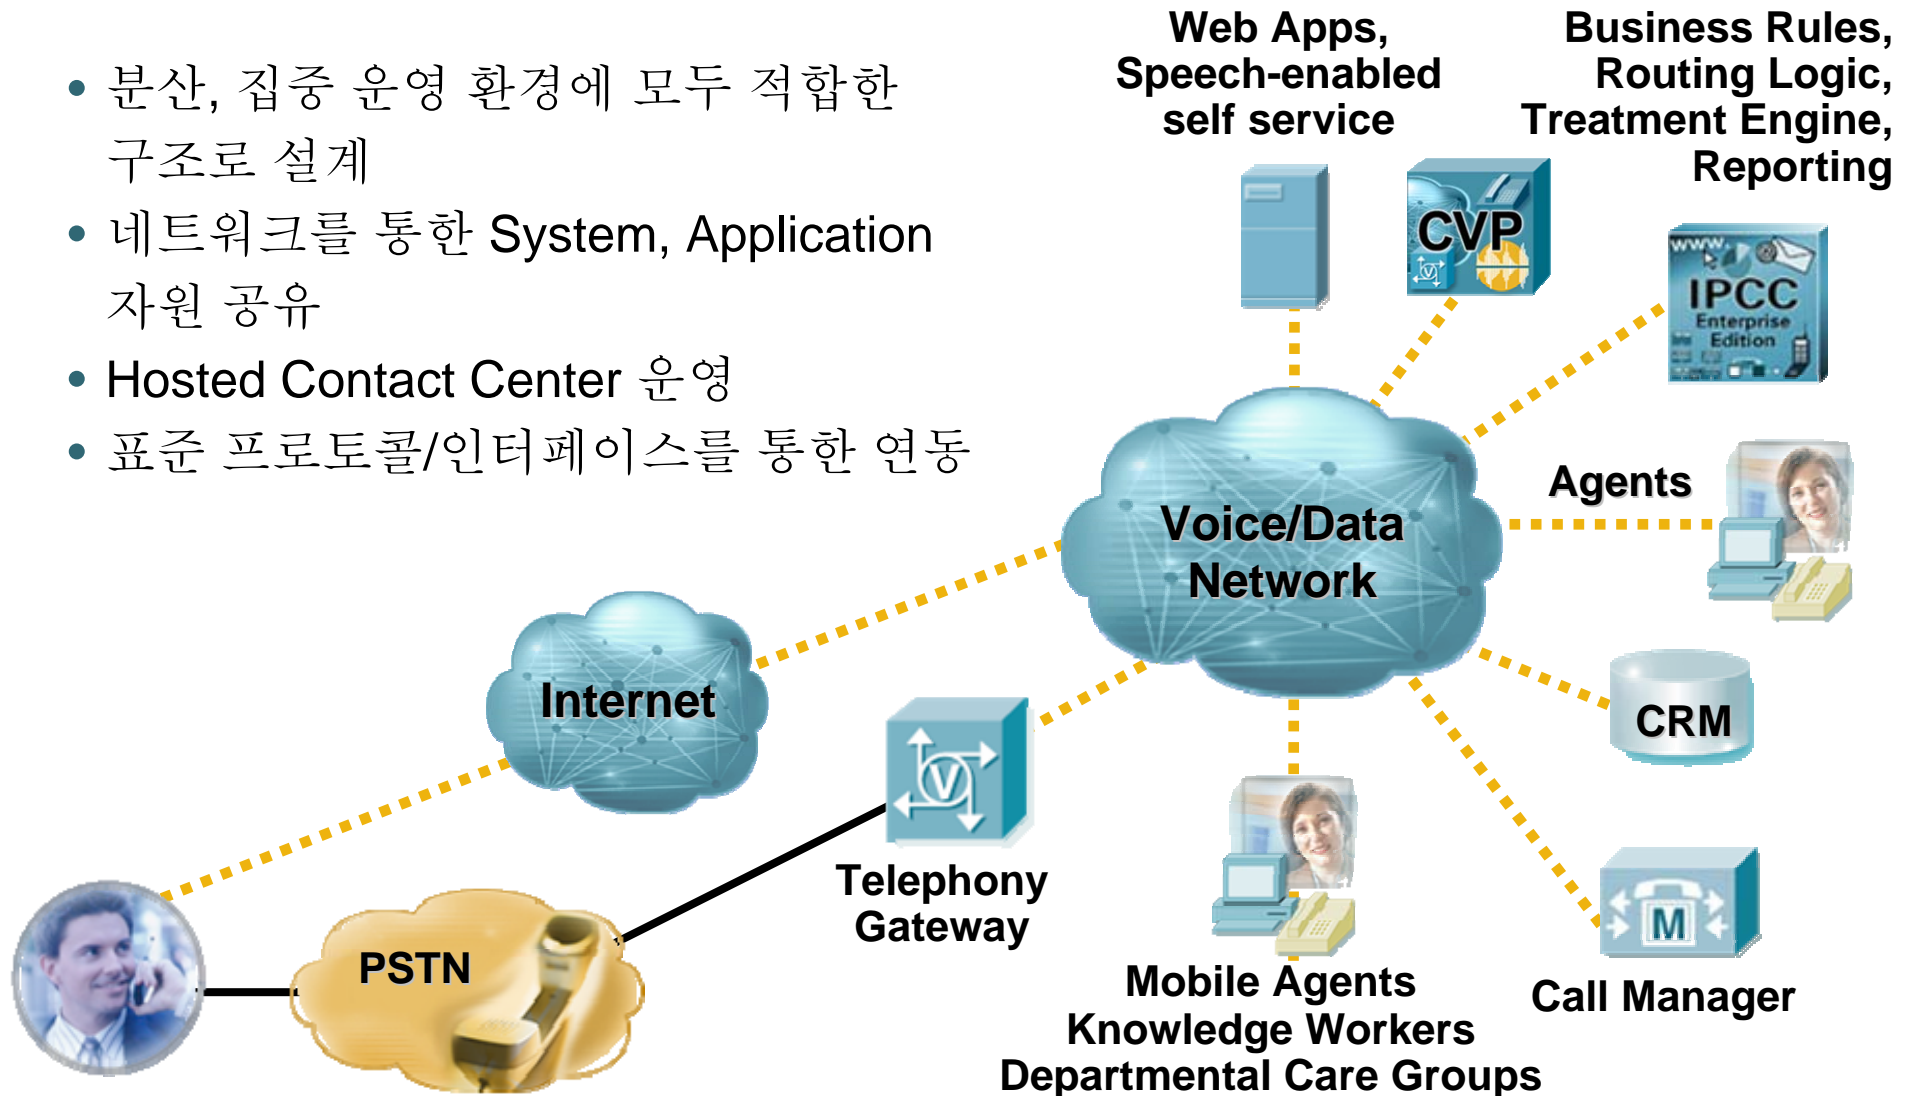 • 분산, 집중 운영 환경에 모두 적합한
구조로 설계
• 네트워크를 통한 System, Application
자원 공유
• Hosted Contact Center 운영
• 표준 프로토콜/인터페이스를 통한 연동
Web Apps,
Speech-enabled
self service
Business Rules,
Routing Logic,
Treatment Engine,
Reporting
CVP
V
www.
IPCC
Enterprise
Edition
Agents
Voice/Data
Network
Internet
CRM
V
Telephony
Gateway
PSTN
M
Call Manager
Mobile Agents
Knowledge Workers
Departmental Care Groups